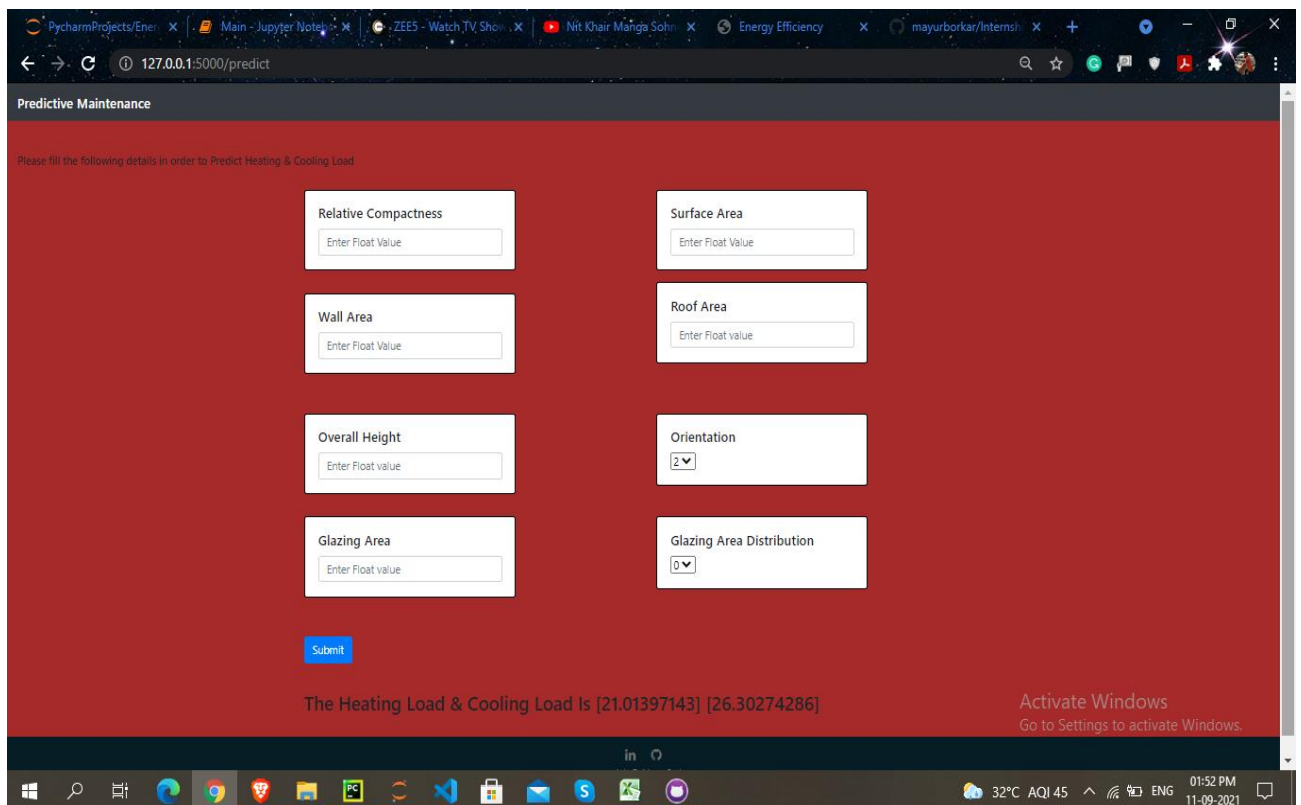 PycharmProjects/Ener
Main - Jupyter Noteb
ZEE5 - Watch TV Show
Nit Khair Manga Sohn
Energy Efficiency
mayurborkar/Internsh
127.0.0.1:5000/predict
Predictive Maintenance
Please fill the following details in order to Predict Heating & Cooling Load
Relative Compactness
Enter Float Value
Surface Area
Enter Float Value
Wall Area
Enter Float Value
Roof Area
Enter Float value
Overall Height
Enter Float value
Orientation
2
Glazing Area
Enter Float value
Glazing Area Distribution
0
Submit
The Heating Load & Cooling Load Is [21.01397143] [26.30274286]
Activate Windows
Go to Settings to activate Windows.
in
32°C AQI 45
ENG
01:52 PM
11-09-2021